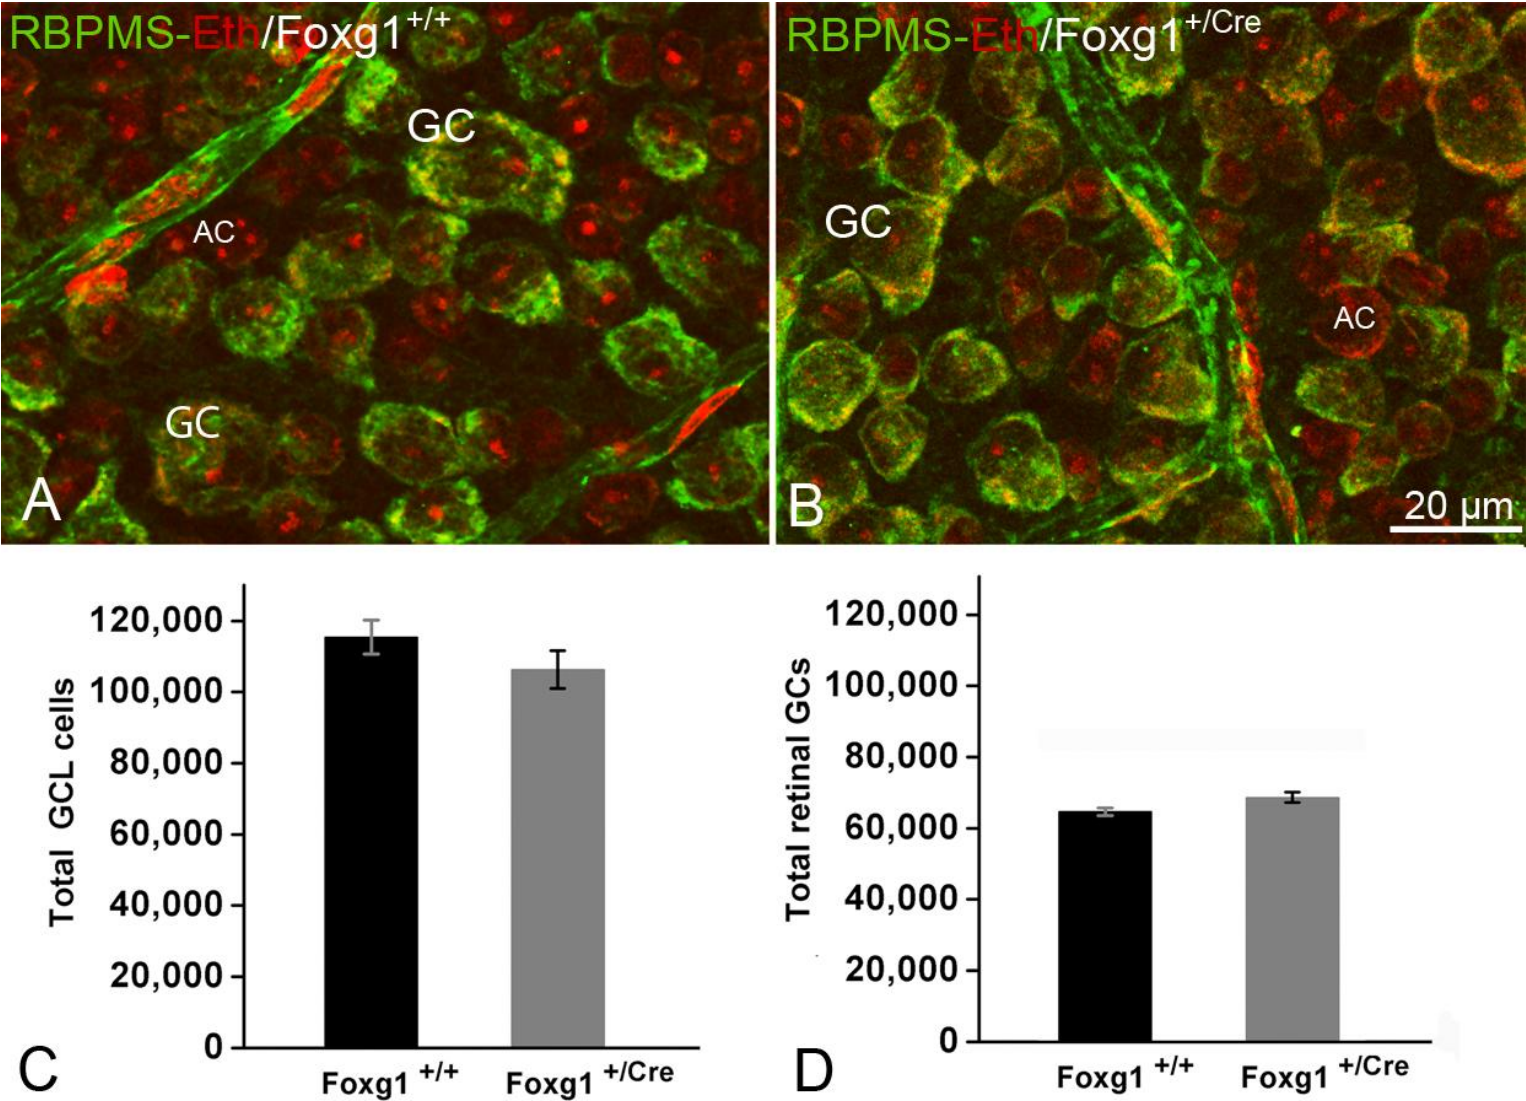 RBPMS-Eth/Foxg1+/+
GC
AC
GC
A
RBPMS-Eth/Foxg1+/Cre
GC
AC
B
20 µm
120,000
100,000
80,000
60,000
40,000
20,000
0
Total GCL cells
Foxg1 +/+
Foxg1 +/Cre
C
120,000
100,000
80,000
60,000
40,000
20,000
0
Total retinal GCs
Foxg1 +/+
Foxg1 +/Cre
D